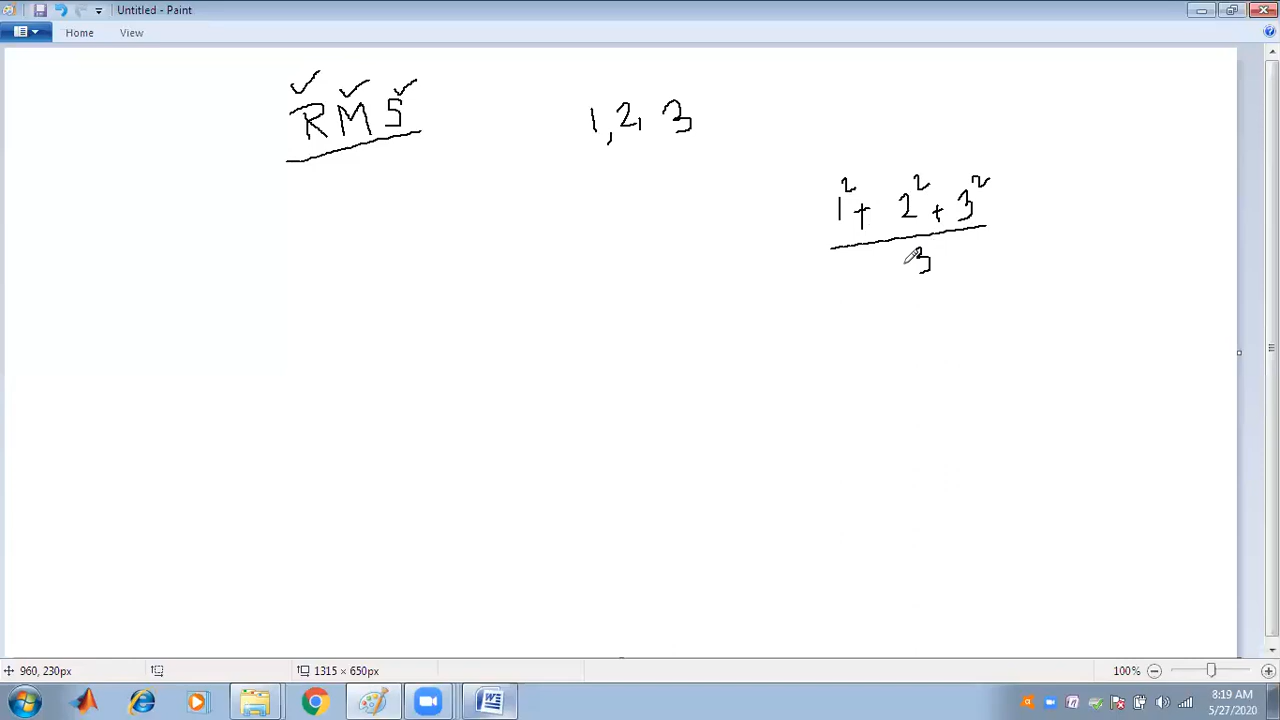 Untitled - Paint
Home View
RMS 1, 2, 3
1² + 2² + 3²
3
960, 230px 1315 × 650px 100%
8:19 AM
5/27/2020